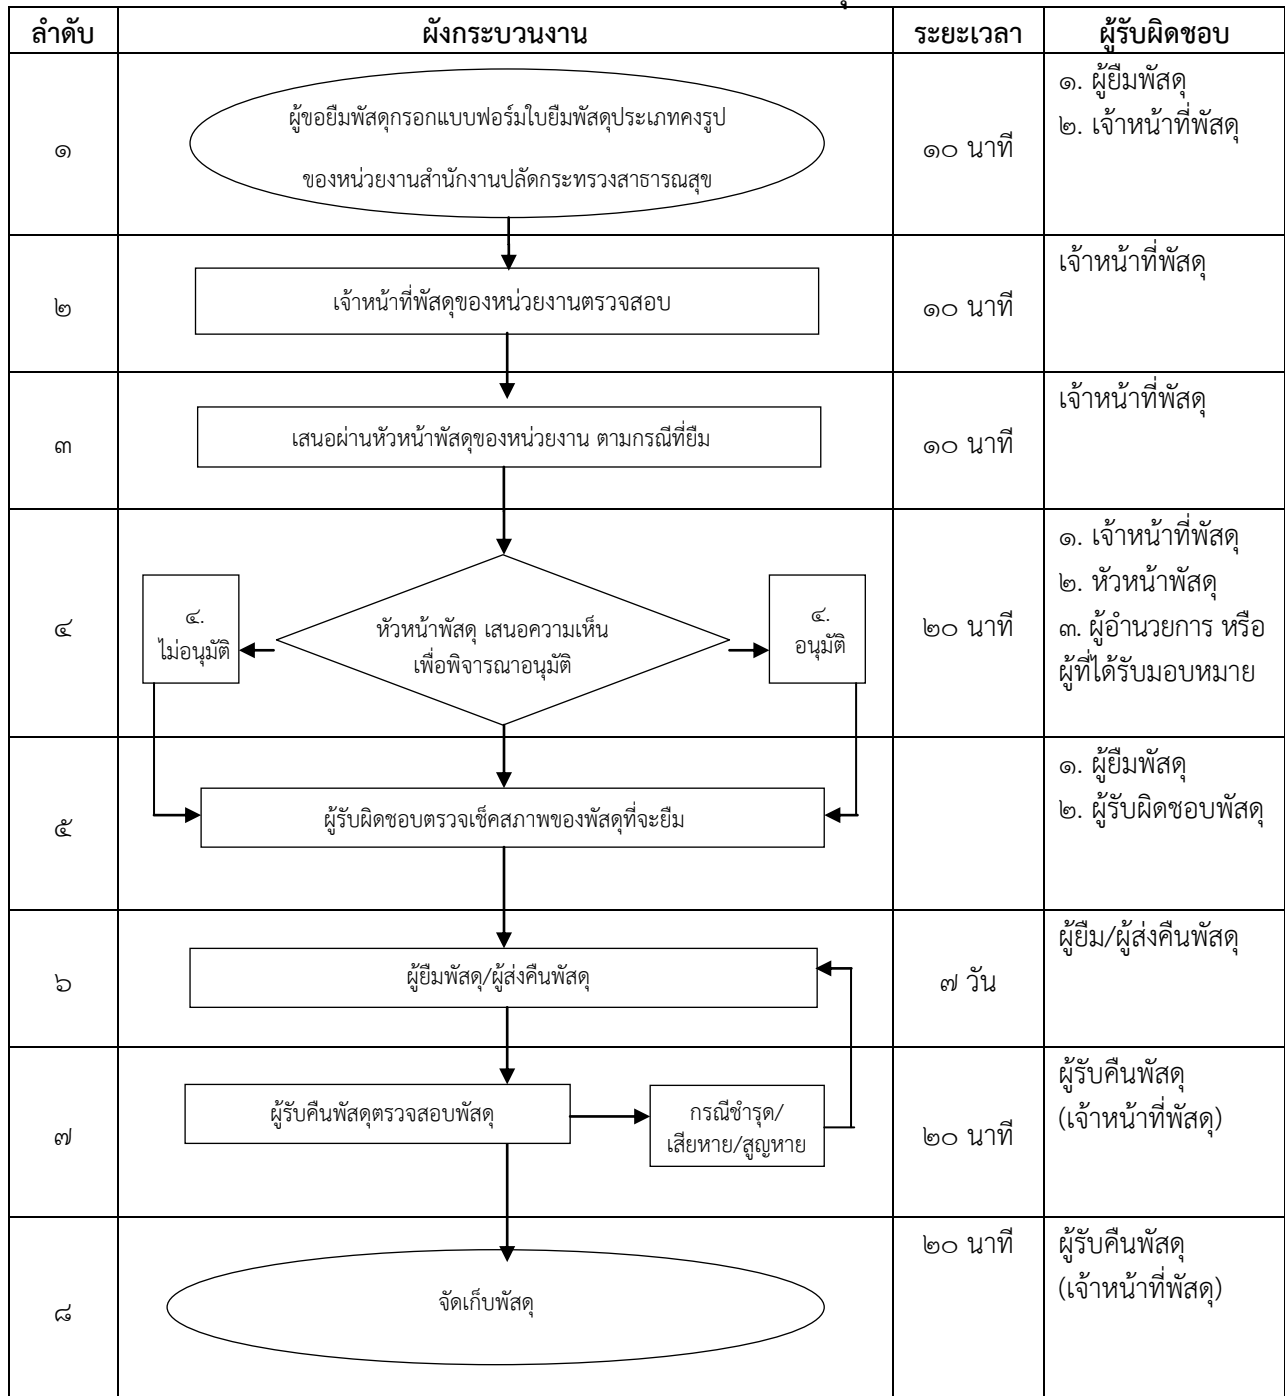 ลำดับ
ผังกระบวนงาน
ระยะเวลา
ผู้รับผิดชอบ
๑
ผู้ขอยืมพัสดุกรอกแบบฟอร์มใบยืมพัสดุประเภทคงรูป
ของหน่วยงานสำนักงานปลัดกระทรวงสาธารณสุข
๑๐ นาที
๑. ผู้ยืมพัสดุ
๒. เจ้าหน้าที่พัสดุ
๒
เจ้าหน้าที่พัสดุของหน่วยงานตรวจสอบ
๑๐ นาที
เจ้าหน้าที่พัสดุ
๓
เสนอผ่านหัวหน้าพัสดุของหน่วยงาน ตามกรณีที่ยืม
๑๐ นาที
เจ้าหน้าที่พัสดุ
๔
๔.
ไม่อนุมัติ
หัวหน้าพัสดุ เสนอความเห็น
เพื่อพิจารณาอนุมัติ
๔.
อนุมัติ
๒๐ นาที
๑. เจ้าหน้าที่พัสดุ
๒. หัวหน้าพัสดุ
๓. ผู้อำนวยการ หรือ
ผู้ที่ได้รับมอบหมาย
๕
ผู้รับผิดชอบตรวจเช็คสภาพของพัสดุที่จะยืม
๑. ผู้ยืมพัสดุ
๒. ผู้รับผิดชอบพัสดุ
๖
ผู้ยืมพัสดุ/ผู้ส่งคืนพัสดุ
๗ วัน
ผู้ยืม/ผู้ส่งคืนพัสดุ
๗
ผู้รับคืนพัสดุตรวจสอบพัสดุ
กรณีชำรุด/
เสียหาย/สูญหาย
๒๐ นาที
ผู้รับคืนพัสดุ
(เจ้าหน้าที่พัสดุ)
๘
จัดเก็บพัสดุ
๒๐ นาที
ผู้รับคืนพัสดุ
(เจ้าหน้าที่พัสดุ)